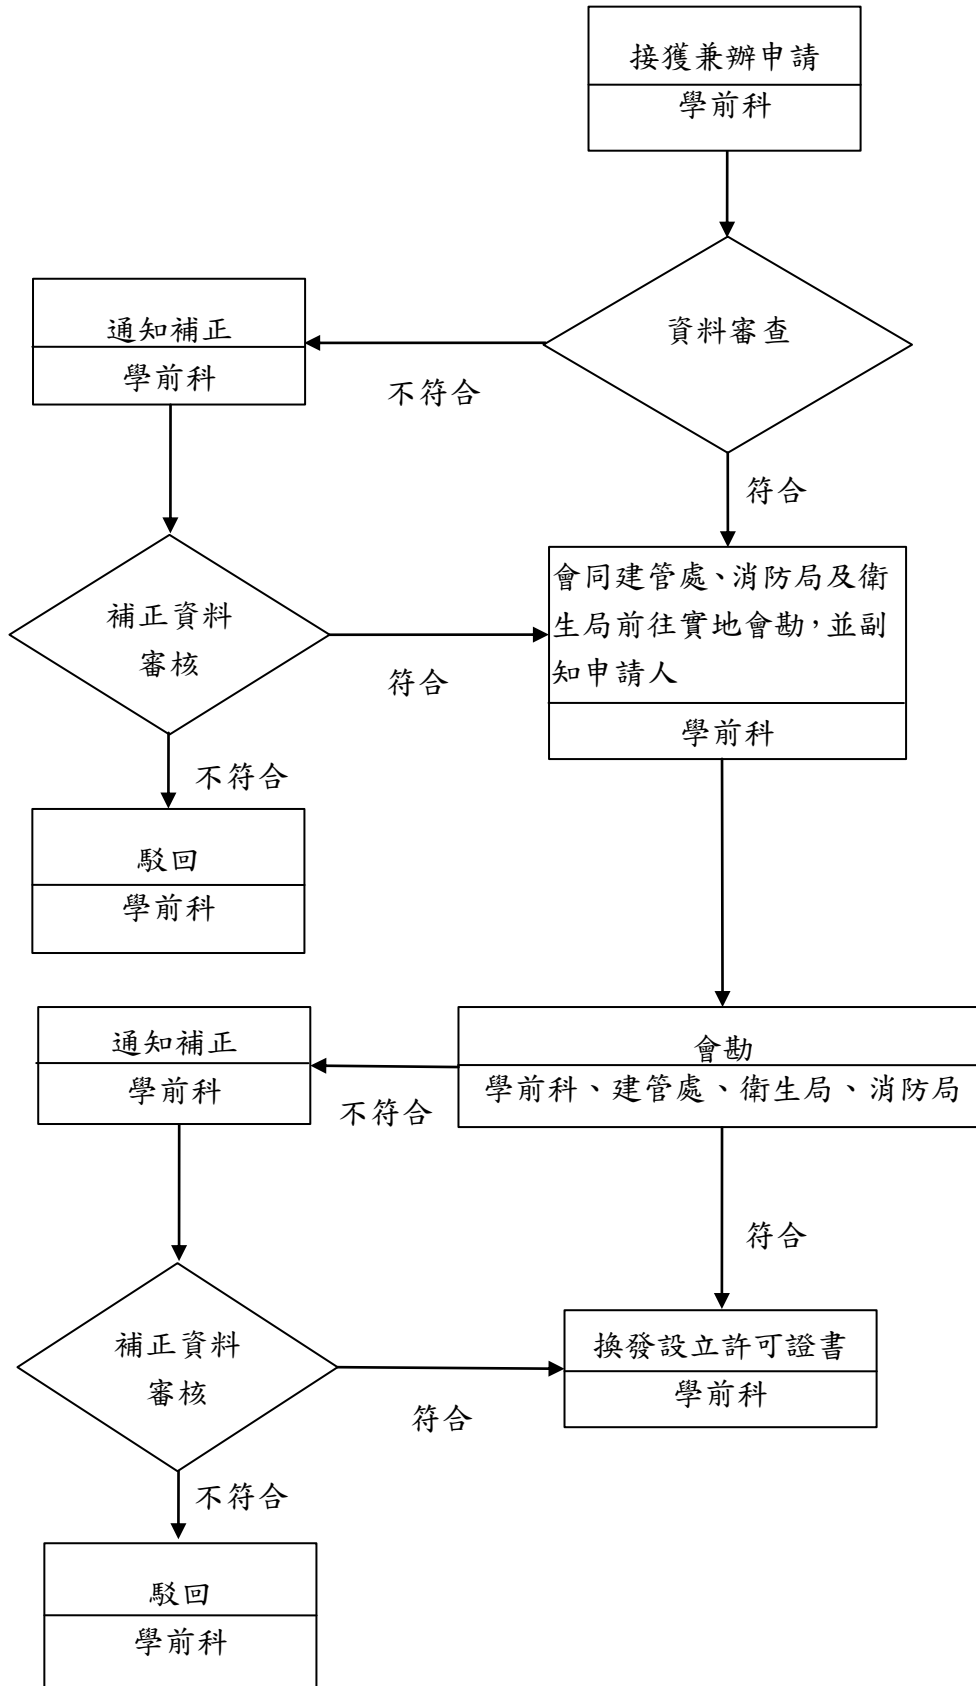 接獲兼辦申請
學前科
資料審查
通知補正
學前科
不符合
符合
會同建管處、消防局及衛
生局前往實地會勘，並副
知申請人
學前科
補正資料
審核
符合
不符合
駁回
學前科
會勘
學前科、建管處、衛生局、消防局
通知補正
學前科
不符合
符合
補正資料
審核
換發設立許可證書
學前科
符合
不符合
駁回
學前科